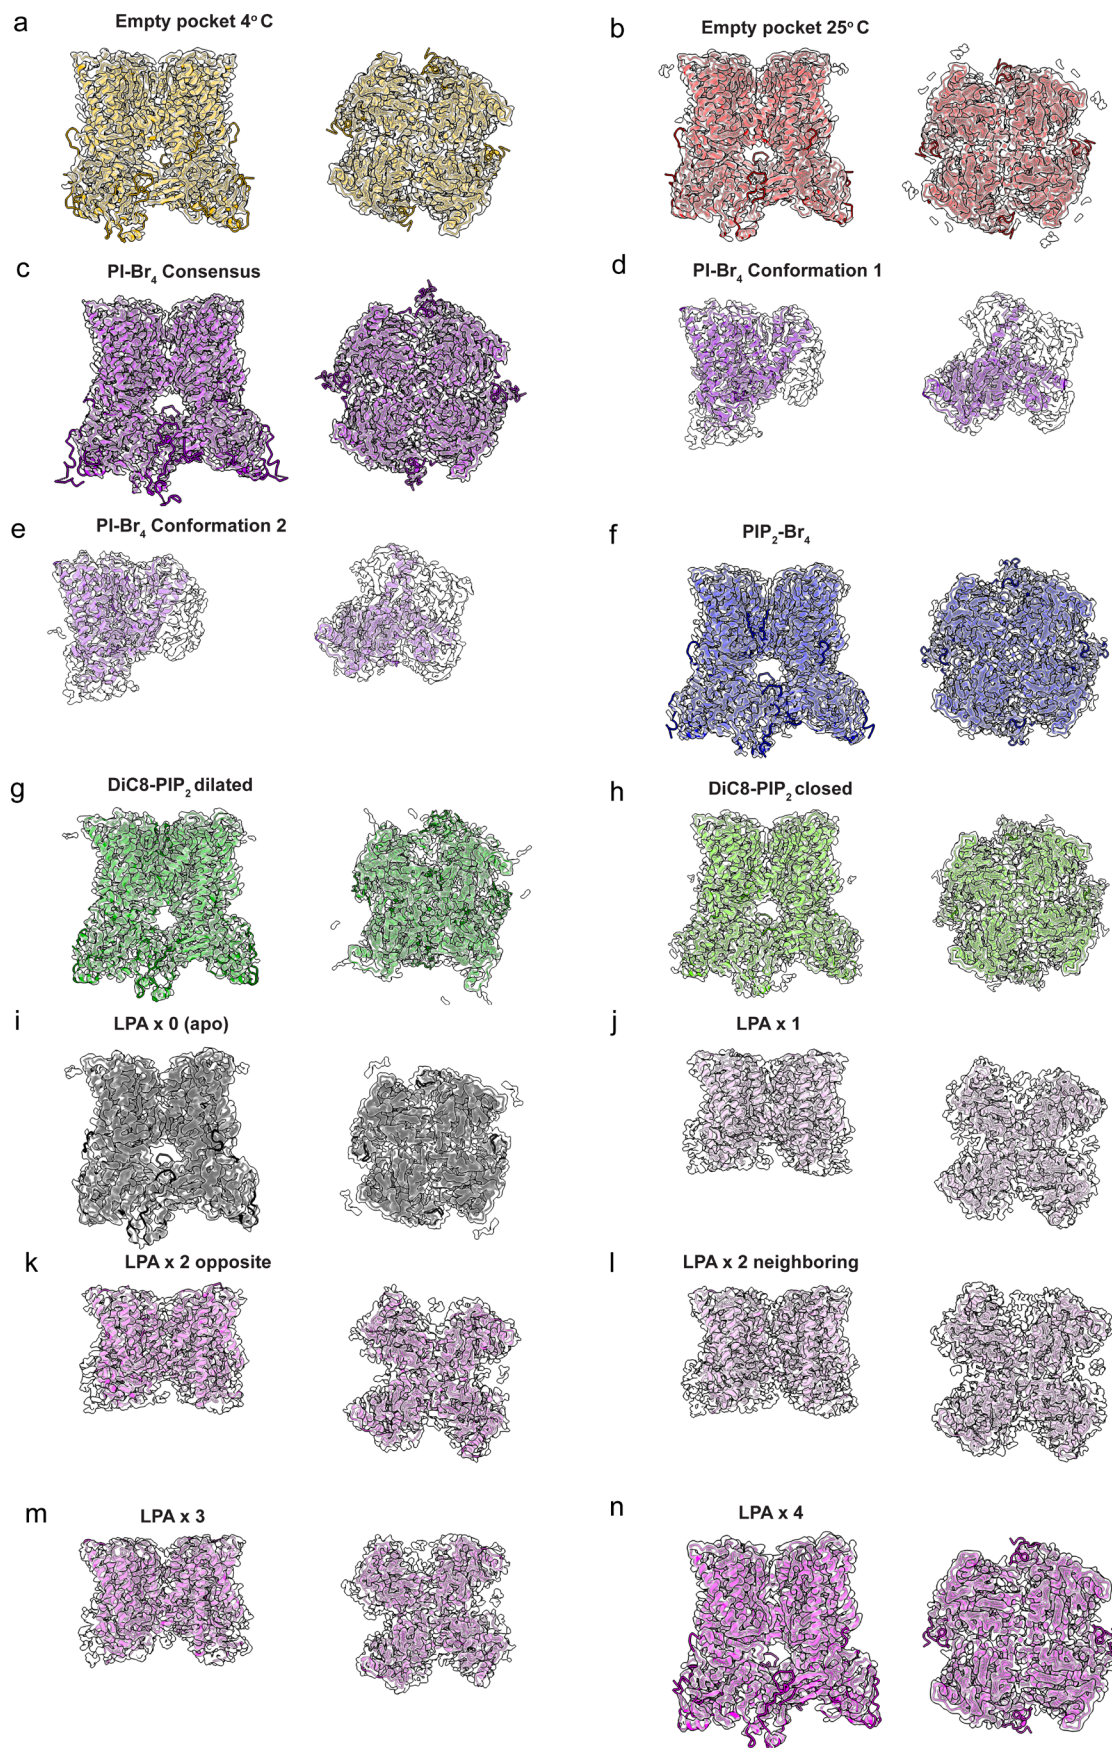 a
Empty pocket 4° C
b
Empty pocket 25° C
c
PI-Br₄ Consensus
d
PI-Br₄ Conformation 1
e
PI-Br₄ Conformation 2
f
PIP₂-Br₄
g
DiC8-PIP₂ dilated
h
DiC8-PIP₂ closed
i
LPA x 0 (apo)
j
LPA x 1
k
LPA x 2 opposite
l
LPA x 2 neighboring
m
LPA x 3
n
LPA x 4